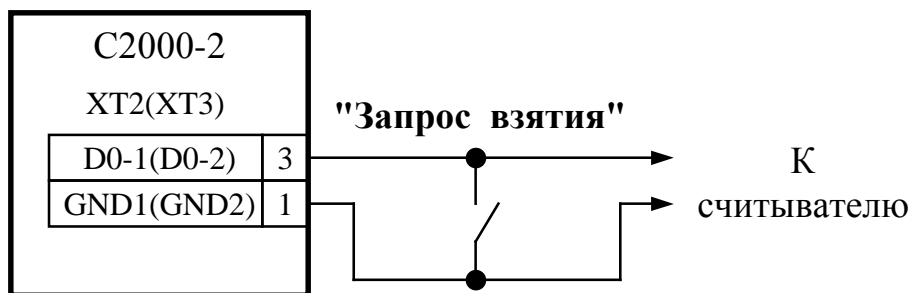 С2000-2
XT2(XT3)
"Запрос взятия"
D0-1(D0-2) 3
К
GND1(GND2) 1
считывателю